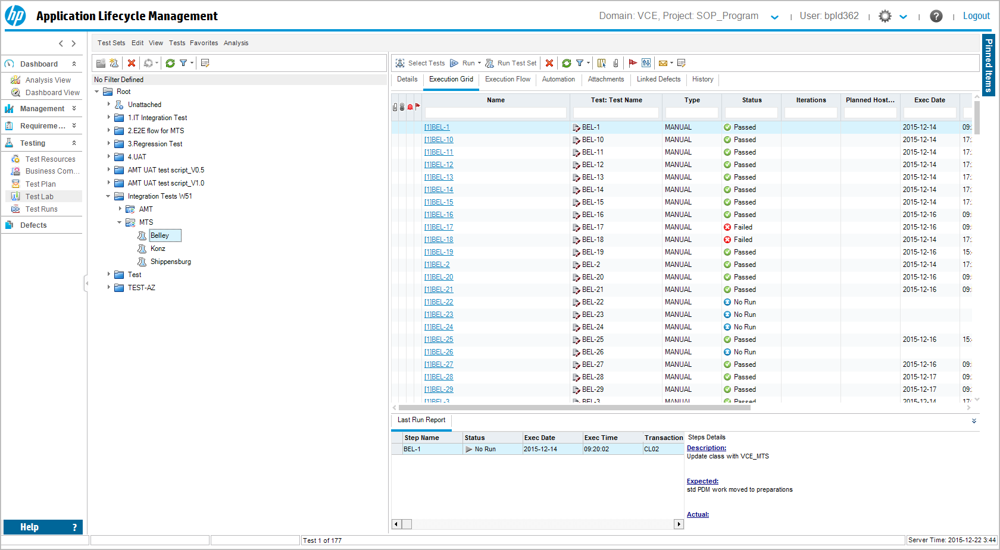 hp Application Lifecycle Management Domain: VCE, Project: SOP_Program User: bpld362 ? Logout
Pinned Items
Dashboard
Analysis View
Dashboard View
Management
Requireme...
Testing
Test Resources
Business Com...
Test Plan
Test Lab
Test Runs
Defects
Help ?
Test Sets Edit View Tests Favorites Analysis
No Filter Defined
Root
Unattached
1.IT Integration Test
2.E2E flow for MTS
3.Regression Test
4.UAT
AMT UAT test script_V0.5
AMT UAT test script_V1.0
Integration Tests W51
AMT
MTS
Belley
Konz
Shippensburg
Test
TEST-AZ
Select Tests Run Run Test Set
Details Execution Grid Execution Flow Automation Attachments Linked Defects History
Name Test: Test Name Type Status Iterations Planned Host... Exec Date
[1]BEL-1 BEL-1 MANUAL Passed 2015-12-14 09:
[1]BEL-10 BEL-10 MANUAL Passed 2015-12-14 17:
[1]BEL-11 BEL-11 MANUAL Passed 2015-12-14 17:
[1]BEL-12 BEL-12 MANUAL Passed 2015-12-14 17:
[1]BEL-13 BEL-13 MANUAL Passed 2015-12-14 17:
[1]BEL-14 BEL-14 MANUAL Passed 2015-12-14 17:
[1]BEL-15 BEL-15 MANUAL Passed 2015-12-14 17:
[1]BEL-16 BEL-16 MANUAL Passed 2015-12-16 09:
[1]BEL-17 BEL-17 MANUAL Failed 2015-12-16 09:
[1]BEL-18 BEL-18 MANUAL Failed 2015-12-14 17:
[1]BEL-19 BEL-19 MANUAL Passed 2015-12-16 15:
[1]BEL-2 BEL-2 MANUAL Passed 2015-12-14 17:
[1]BEL-20 BEL-20 MANUAL Passed 2015-12-16 09:
[1]BEL-21 BEL-21 MANUAL Passed 2015-12-16 09:
[1]BEL-22 BEL-22 MANUAL No Run
[1]BEL-23 BEL-23 MANUAL No Run
[1]BEL-24 BEL-24 MANUAL No Run
[1]BEL-25 BEL-25 MANUAL Passed 2015-12-16 15:
[1]BEL-26 BEL-26 MANUAL No Run
[1]BEL-27 BEL-27 MANUAL Passed 2015-12-16 09:
[1]BEL-28 BEL-28 MANUAL Passed 2015-12-17 09:
[1]BEL-29 BEL-29 MANUAL Passed 2015-12-17 09:
[1]BEL-3 BEL-3 MANUAL Passed 2015-12-14 17:
Last Run Report
Step Name Status Exec Date Exec Time Transaction
BEL-1 No Run 2015-12-14 09:20:02 CL02
Steps Details
Description:
Update class with VCE_MTS
Expected:
std PDM work moved to preparations
Actual:
Test 1 of 177
Server Time: 2015-12-22 3:44